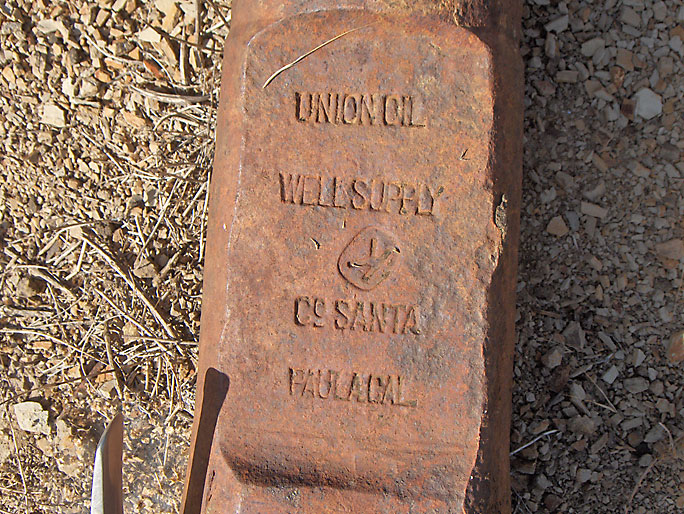 UNION OIL
WELL SUPPLY
Cº SANTA
PAULA CAL.